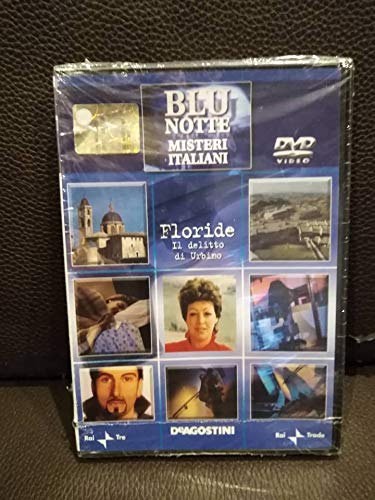 BLU
NOTTE
MISTERI
ITALIANI
DVD
VIDEO
Floride
Il delitto
di Urbino
Rai Tre
DeAGOSTINI
Rai Trade